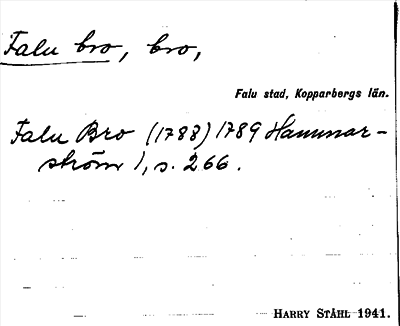 Falu bro, bro,
Falu stad, Kopparbergs län.
Falu Bro (1788) 1789 Hammar-
ström 1, s. 266.
HARRY STÅHL 1941.